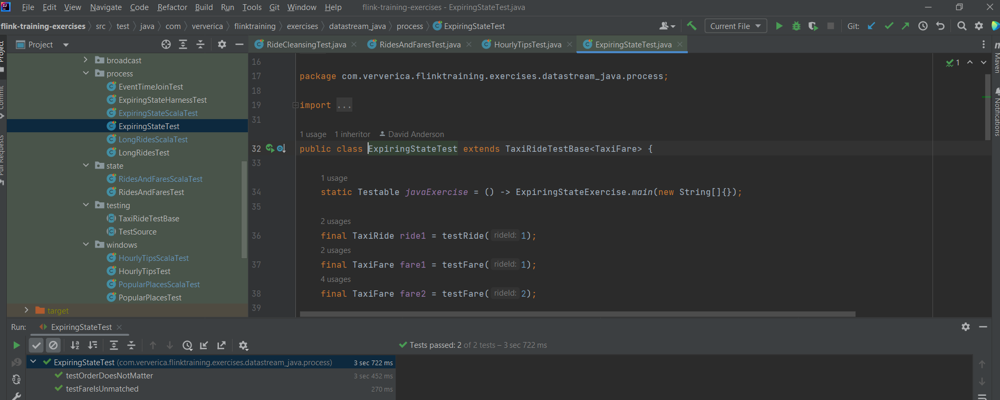 File Edit View Navigate Code Refactor Build Run Tools Git Window Help flink-training-exercises - ExpiringStateTest.java
flink-training-exercises src test java com ververica flinktraining exercises datastream_java process ExpiringStateTest Current File Git:
Project
RideCleansingTest.java RidesAndFaresTest.java HourlyTipsTest.java ExpiringStateTest.java
Project
Commit
Pull Requests
broadcast
process
EventTimeJoinTest
ExpiringStateHarnessTest
ExpiringStateScalaTest
ExpiringStateTest
LongRidesScalaTest
LongRidesTest
state
RidesAndFaresScalaTest
RidesAndFaresTest
testing
TaxiRideTestBase
TestSource
windows
HourlyTipsScalaTest
HourlyTipsTest
PopularPlacesScalaTest
PopularPlacesTest
target
16
1
17 package com.ververica.flinktraining.exercises.datastream_java.process;
18
19 import ...
31
1 usage 1 inheritor David Anderson
32 public class ExpiringStateTest extends TaxiRideTestBase<TaxiFare> {
33
1 usage
34 static Testable javaExercise = () -> ExpiringStateExercise.main(new String[]{});
35
2 usages
36 final TaxiRide ride1 = testRide( rideId: 1);
2 usages
37 final TaxiFare fare1 = testFare( rideId: 1);
4 usages
38 final TaxiFare fare2 = testFare( rideId: 2);
39
Maven
Notifications
Run: ExpiringStateTest
Tests passed: 2 of 2 tests – 3 sec 722 ms
ExpiringStateTest (com.ververica.flinktraining.exercises.datastream_java.process) 3 sec 722 ms
testOrderDoesNotMatter 3 sec 452 ms
testFareIsUnmatched 270 ms